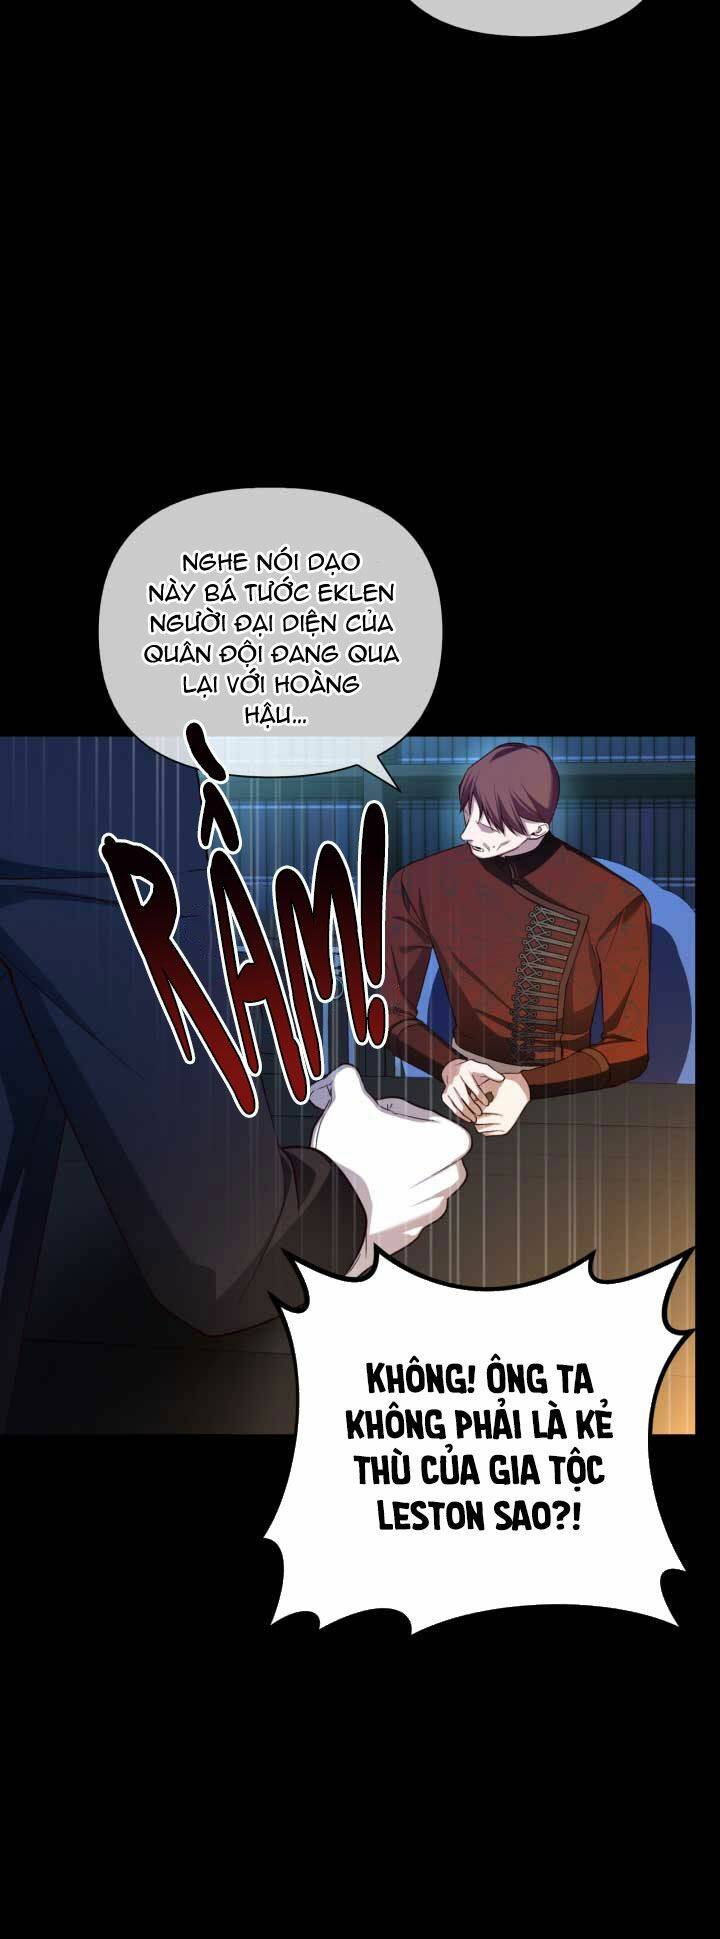 NGHE NÓI DẠO
NÀY BÁ TƯỚC EKLEN
NGƯỜI ĐẠI DIỆN CỦA
QUÂN ĐỘI ĐANG QUA
LẠI VỚI HOÀNG
HẬU...
RẦM!
KHÔNG! ÔNG TA
KHÔNG PHẢI LÀ KẺ
THÙ CỦA GIA TỘC
LESTON SAO?!